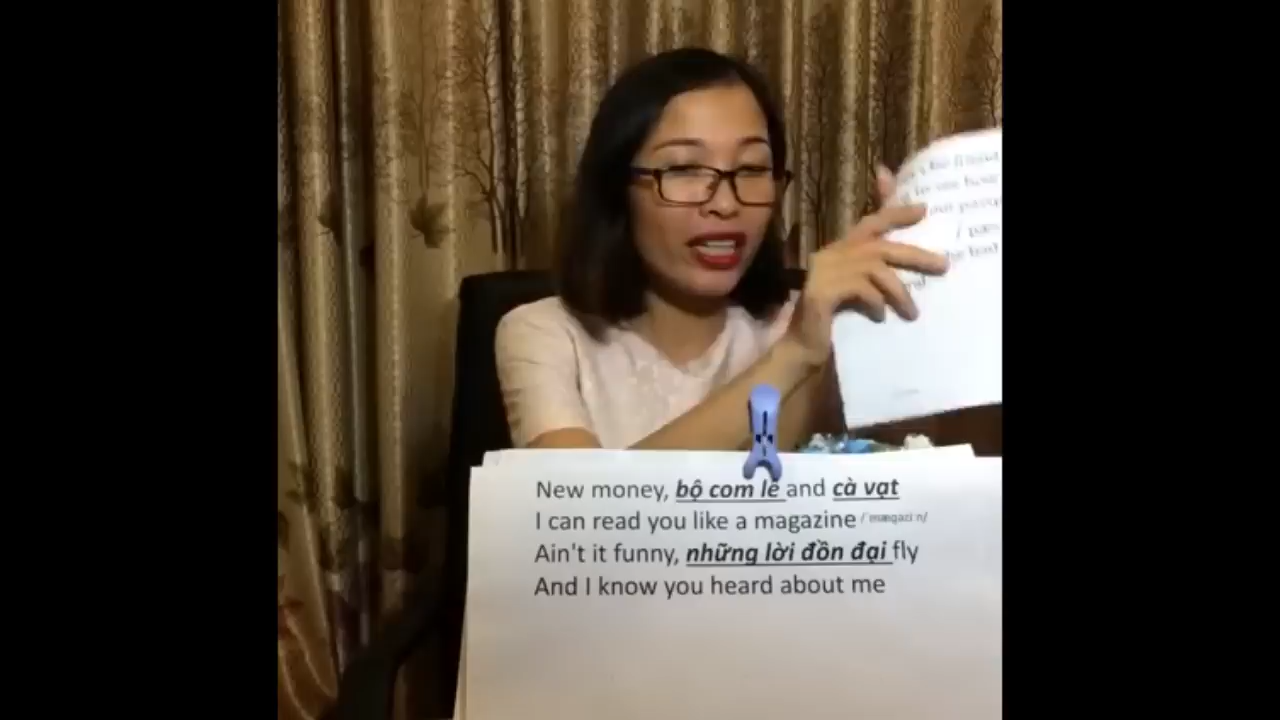 New money, bộ com lê and cà vạt
I can read you like a magazine /ˈmæɡəziːn/
Ain't it funny, những lời đồn đại fly
And I know you heard about me